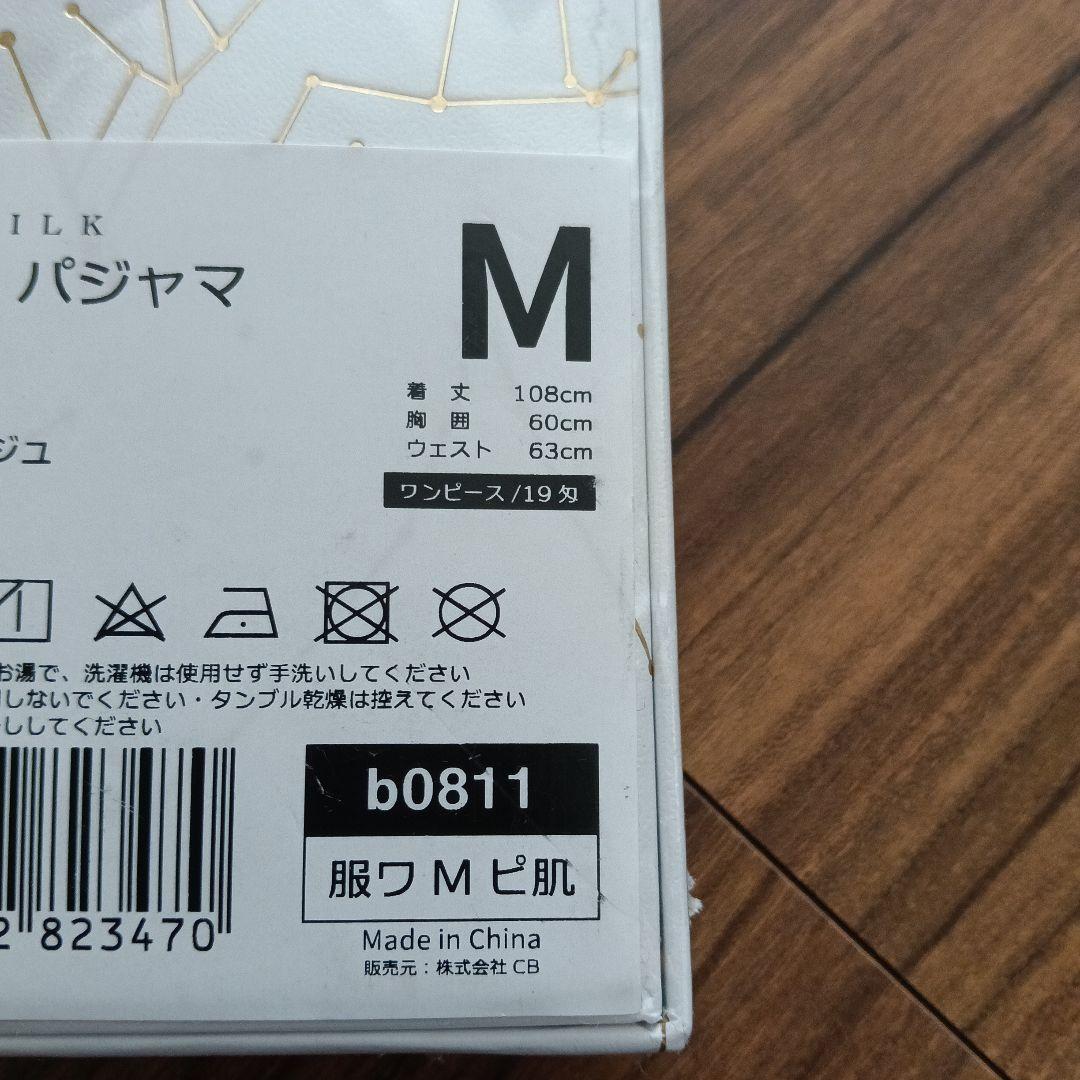 ILK
パジャマ
M
着 丈 108cm
胸 囲 60cm
ウェスト 63cm
ジュ
ワンピース/19匁
お湯で、洗濯機は使用せず手洗いしてください
しないでください・タンブル乾燥は控えてください
ししてください
b0811
服ワMピ肌
2 823470
Made in China
販売元：株式会社CB